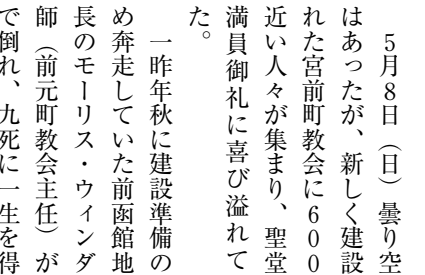 5月8日（日）曇り空
はあったが、新しく建設
れた宮前町教会に600
近い人々が集まり、聖堂
満員御礼に喜び溢れて
た。
一昨年秋に建設準備の
め奔走していた前函館地
長のモーリス・ウィンダ
師（前元町教会主任）が
で倒れ、九死に一生を得